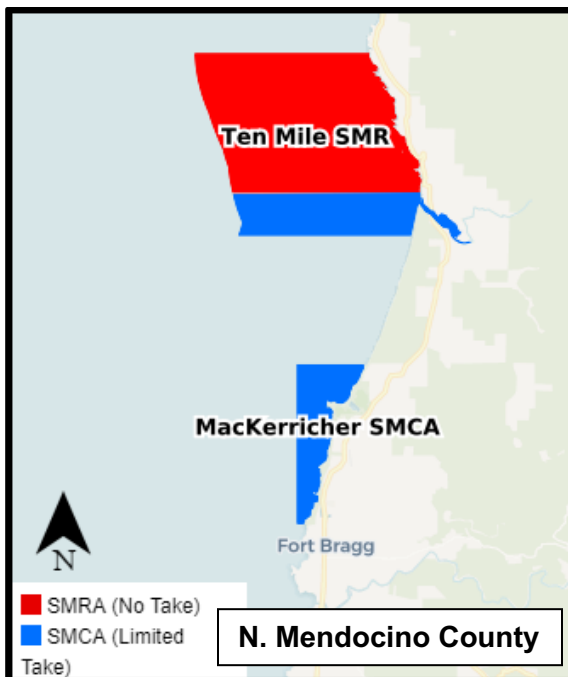 Ten Mile SMR
MacKerricher SMCA
Fort Bragg
N
SMRA (No Take)
SMCA (Limited
Take)
N. Mendocino County